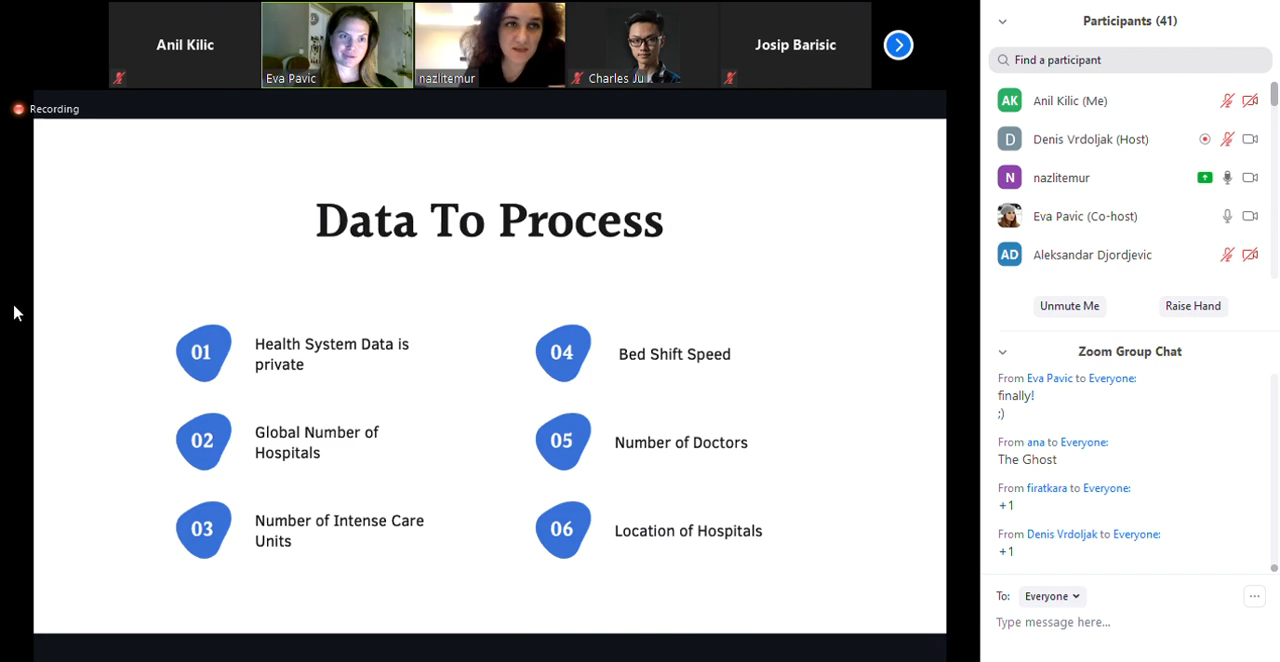 Anil Kilic
Eva Pavic
nazlitemur
Charles Ju
Josip Barisic
Recording
Data To Process
01
Health System Data is
private
02
Global Number of
Hospitals
03
Number of Intense Care
Units
04
Bed Shift Speed
05
Number of Doctors
06
Location of Hospitals
Participants (41)
Find a participant
AK
Anil Kilic (Me)
D
Denis Vrdoljak (Host)
N
nazlitemur
Eva Pavic (Co-host)
AD
Aleksandar Djordjevic
Unmute Me
Raise Hand
Zoom Group Chat
From Eva Pavic to Everyone:
finally!
;)
From ana to Everyone:
The Ghost
From firatkara to Everyone:
+1
From Denis Vrdoljak to Everyone:
+1
To: Everyone
Type message here...